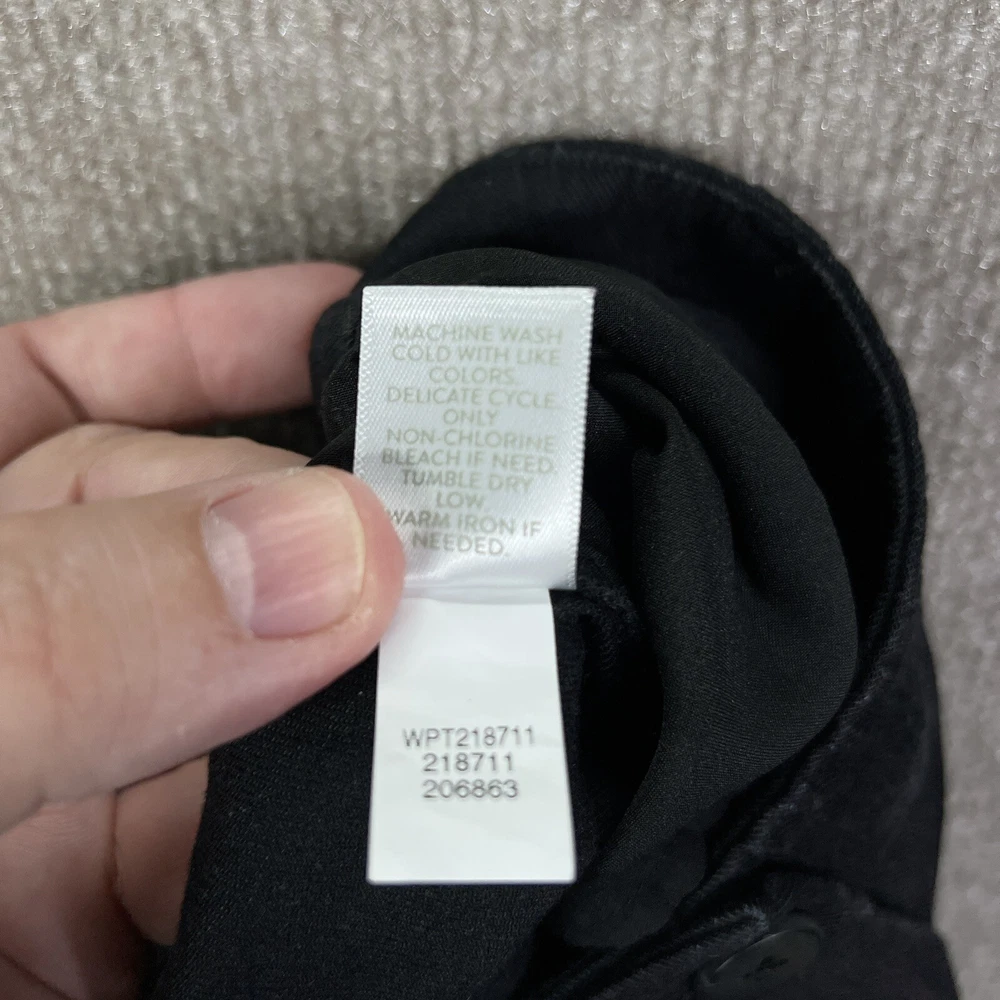 MACHINE WASH
COLD WITH LIKE
COLORS.
DELICATE CYCLE.
ONLY
NON-CHLORINE
BLEACH IF NEED.
TUMBLE DRY
LOW.
WARM IRON IF
NEEDED.
WPT218711
218711
206863